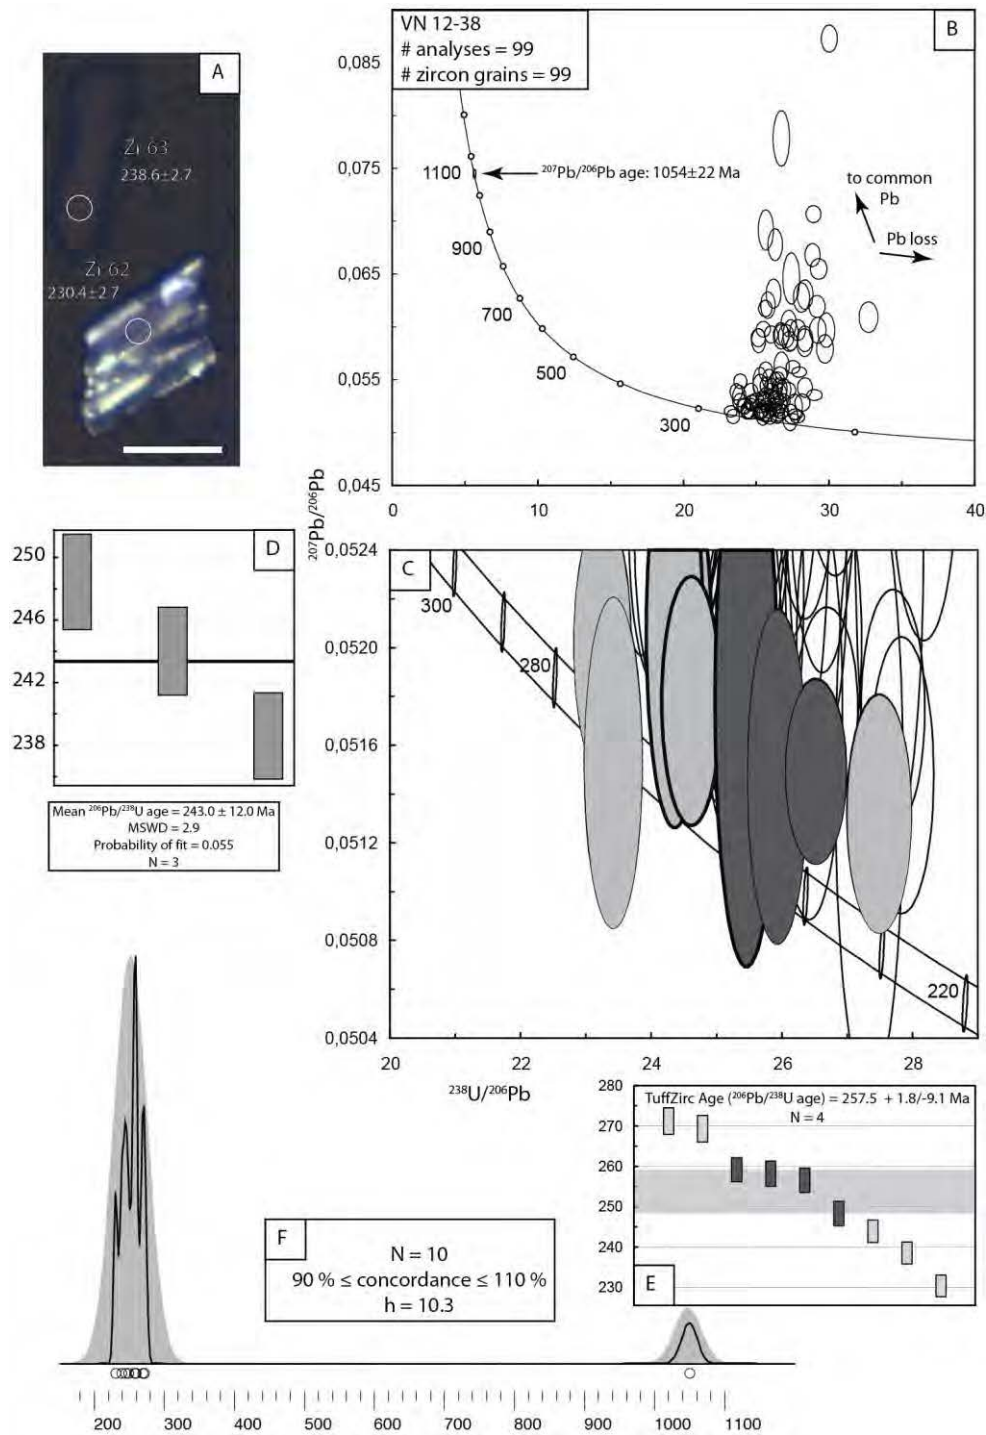 A
Zr 63
238.6±2.7
Zr 62
230.4±2.7
VN 12-38
# analyses = 99
# zircon grains = 99
B
0,085
0,075
0,065
0,055
0,045
1100
900
700
500
300
²⁰⁷Pb/²⁰⁶Pb age: 1054±22 Ma
to common
Pb
Pb loss
0 10 20 30 40
²⁰⁷Pb/²⁰⁶Pb
D
250
246
242
238
Mean ²⁰⁶Pb/²³⁸U age = 243.0 ± 12.0 Ma
MSWD = 2.9
Probability of fit = 0.055
N = 3
C
0,0524
0,0520
0,0516
0,0512
0,0508
0,0504
300
280
220
20 22 24 26 28
²³⁸U/²⁰⁶Pb
TuffZirc Age (²⁰⁶Pb/²³⁸U age) = 257.5 + 1.8/-9.1 Ma
N = 4
280
270
260
250
240
230
E
F
N = 10
90 % ≤ concordance ≤ 110 %
h = 10.3
200 300 400 500 600 700 800 900 1000 1100